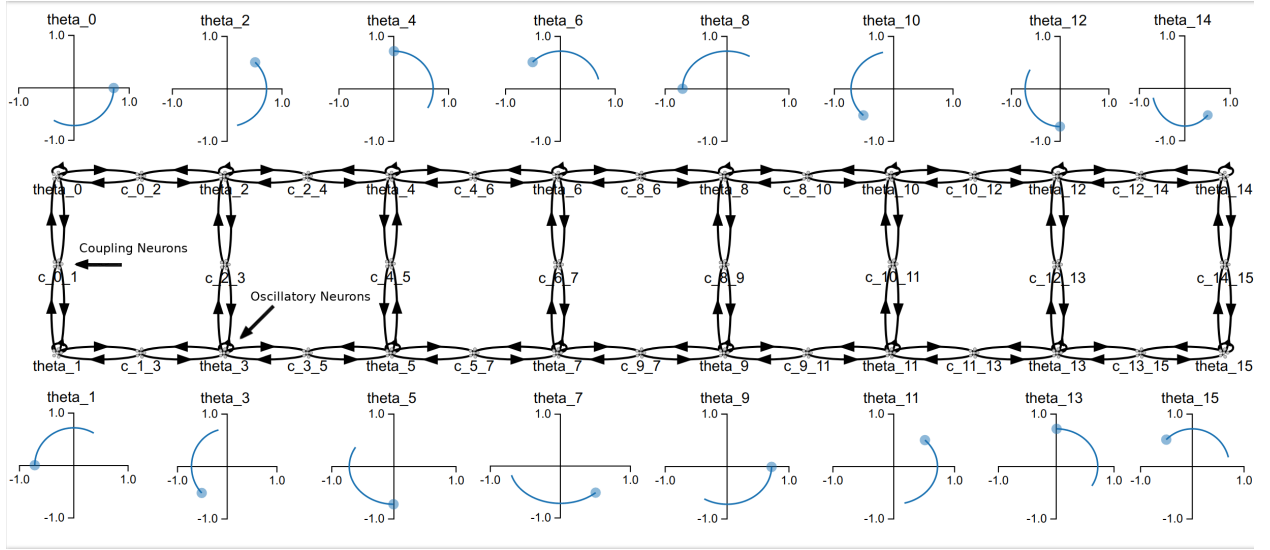 theta_0 theta_2 theta_4 theta_6 theta_8 theta_10 theta_12 theta_14
1.0 1.0 1.0 1.0 1.0 1.0 1.0 1.0
-1.0 1.0 -1.0 1.0 -1.0 1.0 -1.0 1.0 -1.0 1.0 -1.0 1.0 -1.0 1.0 -1.0 1.0
-1.0 -1.0 -1.0 -1.0 -1.0 -1.0 -1.0 -1.0
theta_0 c_0_2 theta_2 c_2_4 theta_4 c_4_6 theta_6 c_8_6 theta_8 c_8_10 theta_10 c_10_12 theta_12 c_12_14 theta_14
Coupling Neurons
c_0_1 c_2_3 c_4_5 c_6_7 c_8_9 c_10_11 c_12_13 c_14_15
Oscillatory Neurons
theta_1 c_1_3 theta_3 c_3_5 theta_5 c_5_7 theta_7 c_9_7 theta_9 c_9_11 theta_11 c_11_13 theta_13 c_13_15 theta_15
theta_1 theta_3 theta_5 theta_7 theta_9 theta_11 theta_13 theta_15
1.0 1.0 1.0 1.0 1.0 1.0 1.0 1.0
-1.0 1.0 -1.0 1.0 -1.0 1.0 -1.0 1.0 -1.0 1.0 -1.0 1.0 -1.0 1.0 -1.0 1.0
-1.0 -1.0 -1.0 -1.0 -1.0 -1.0 -1.0 -1.0